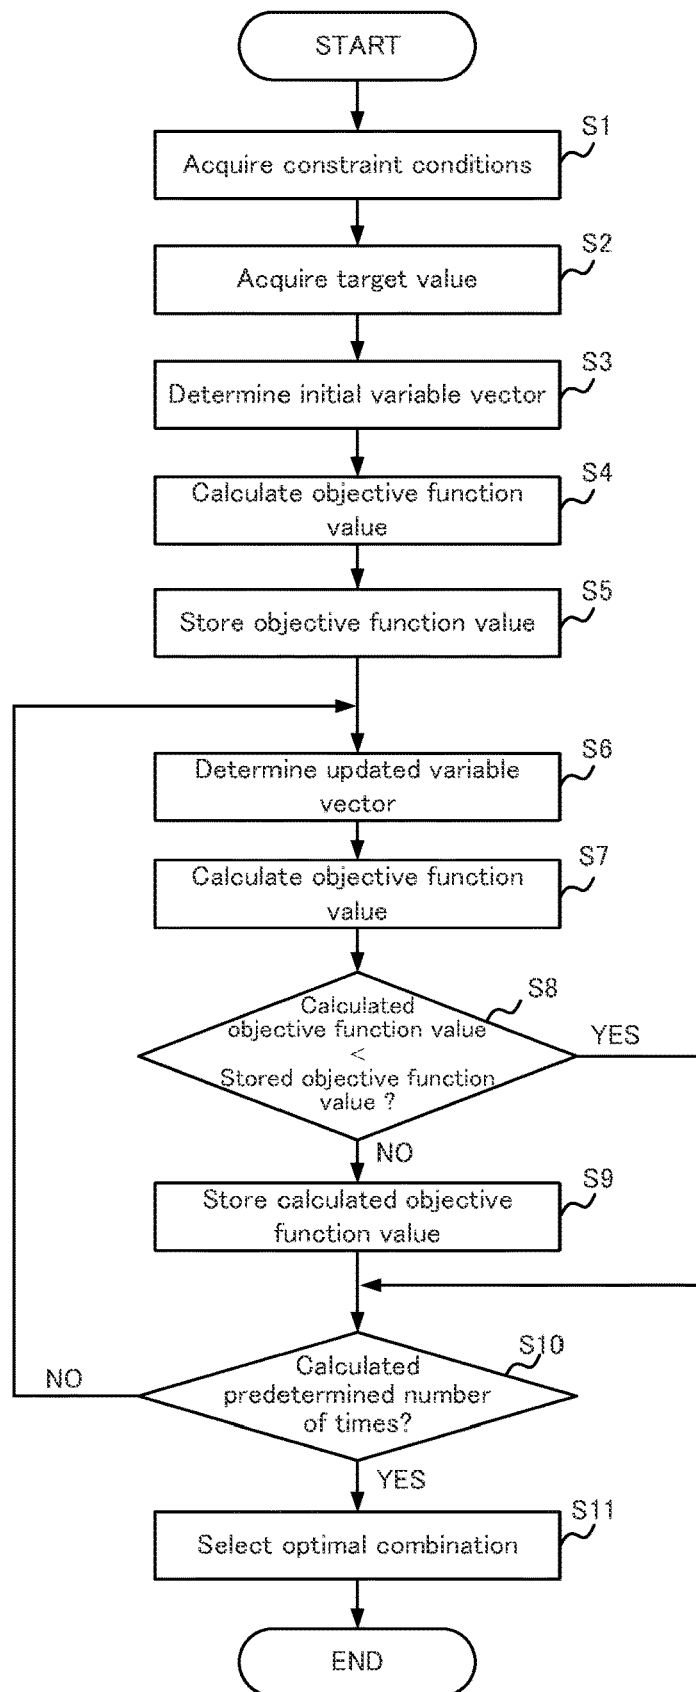 START
S1
Acquire constraint conditions
S2
Acquire target value
S3
Determine initial variable vector
S4
Calculate objective function
value
S5
Store objective function value
S6
Determine updated variable
vector
S7
Calculate objective function
value
S8
Calculated
objective function value
<
Stored objective function
value ?
YES
NO
S9
Store calculated objective
function value
S10
Calculated
predetermined number
of times?
NO
YES
S11
Select optimal combination
END